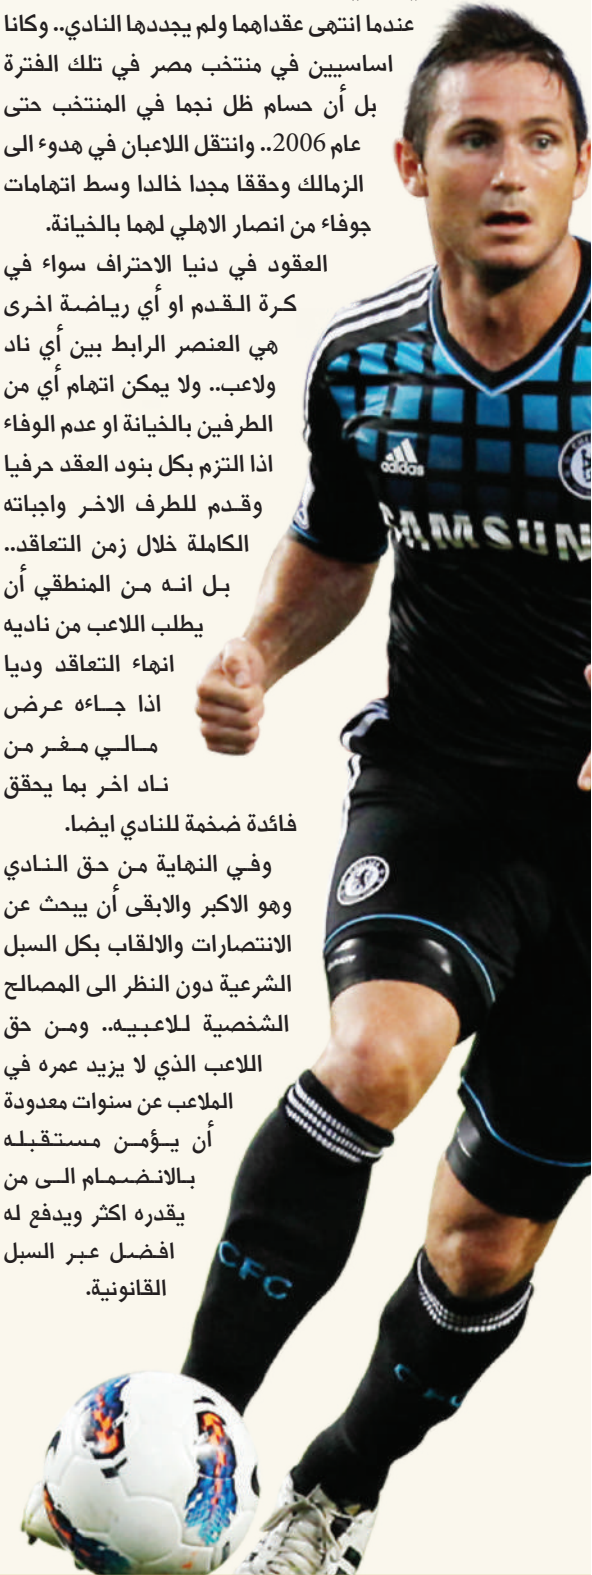 عندما انتهى عقداهما ولم يجددها النادي.. وكانا
اساسيين في منتخب مصر في تلك الفترة
بل أن حسام ظل نجما في المنتخب حتى
عام 2006.. وانتقل اللاعبان في هدوء الى
الزمالك وحققا مجدا خالدا وسط اتهامات
جوفاء من انصار الاهلي لهما بالخيانة.
العقود في دنيا الاحتراف سواء في
كرة القدم او أي رياضة اخرى
هي العنصر الرابط بين أي ناد
ولاعب.. ولا يمكن اتهام أي من
الطرفين بالخيانة او عدم الوفاء
اذا التزم بكل بنود العقد حرفيا
وقدم للطرف الاخر واجباته
الكاملة خلال زمن التعاقد..
بل انه من المنطقي أن
يطلب اللاعب من ناديه
انهاء التعاقد وديا
اذا جاءه عرض
مالي مغر من
ناد اخر بما يحقق
فائدة ضخمة للنادي ايضا.
وفي النهاية من حق النادي
وهو الاكبر والابقى أن يبحث عن
الانتصارات والالقاب بكل السبل
الشرعية دون النظر الى المصالح
الشخصية للاعبيه.. ومن حق
اللاعب الذي لا يزيد عمره في
الملاعب عن سنوات معدودة
أن يؤمن مستقبله
بالانضمام الى من
يقدره اكثر ويدفع له
افضل عبر السبل
القانونية.
adidas
SAMSUN
CFC
CFC